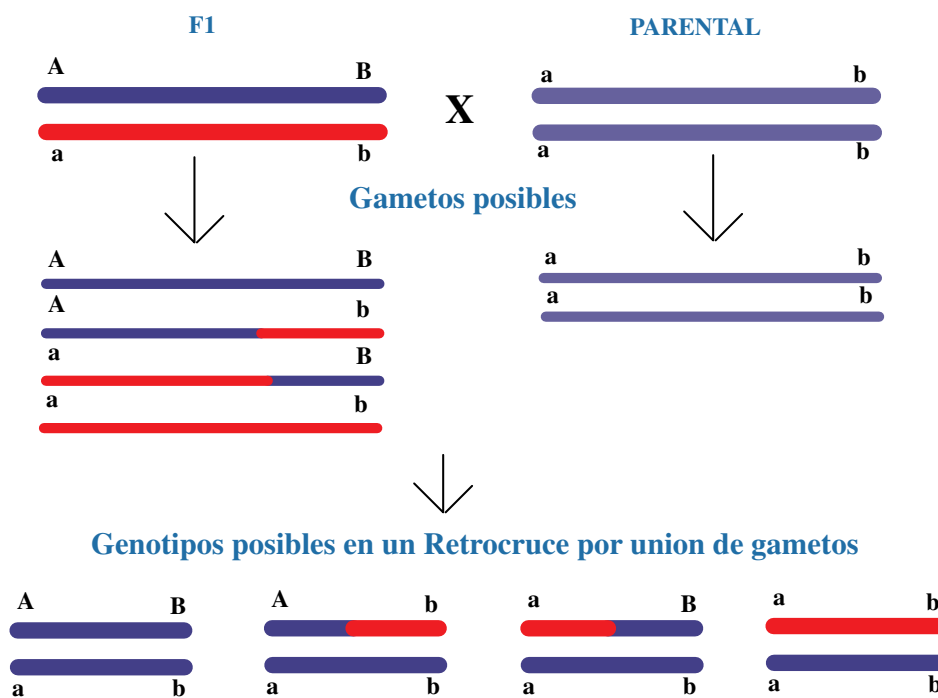 F1 PARENTAL
A B a b
X
a b a b
Gametos posibles
A B a b
A b a b
a B
a b
Genotipos posibles en un Retrocruce por union de gametos
A B A b a B a b
a b a b a b a b